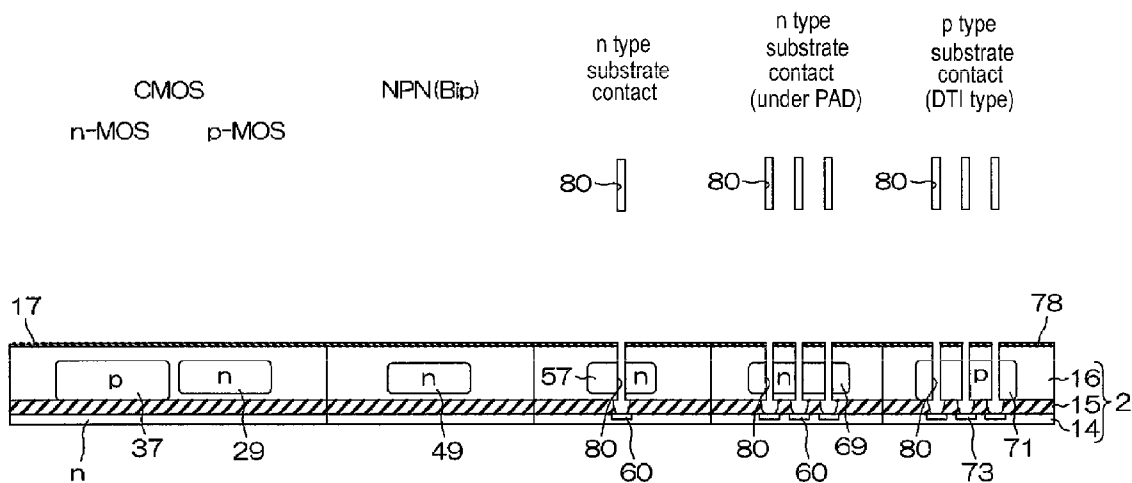 CMOS
n-MOS p-MOS
NPN(Bip)
n type
substrate
contact
n type
substrate
contact
(under PAD)
p type
substrate
contact
(DTI type)
80 80 80
17 78
p n n 57 n n p 16
15 2
14
n 37 29 49 80 60 80 60 69 80 73 71